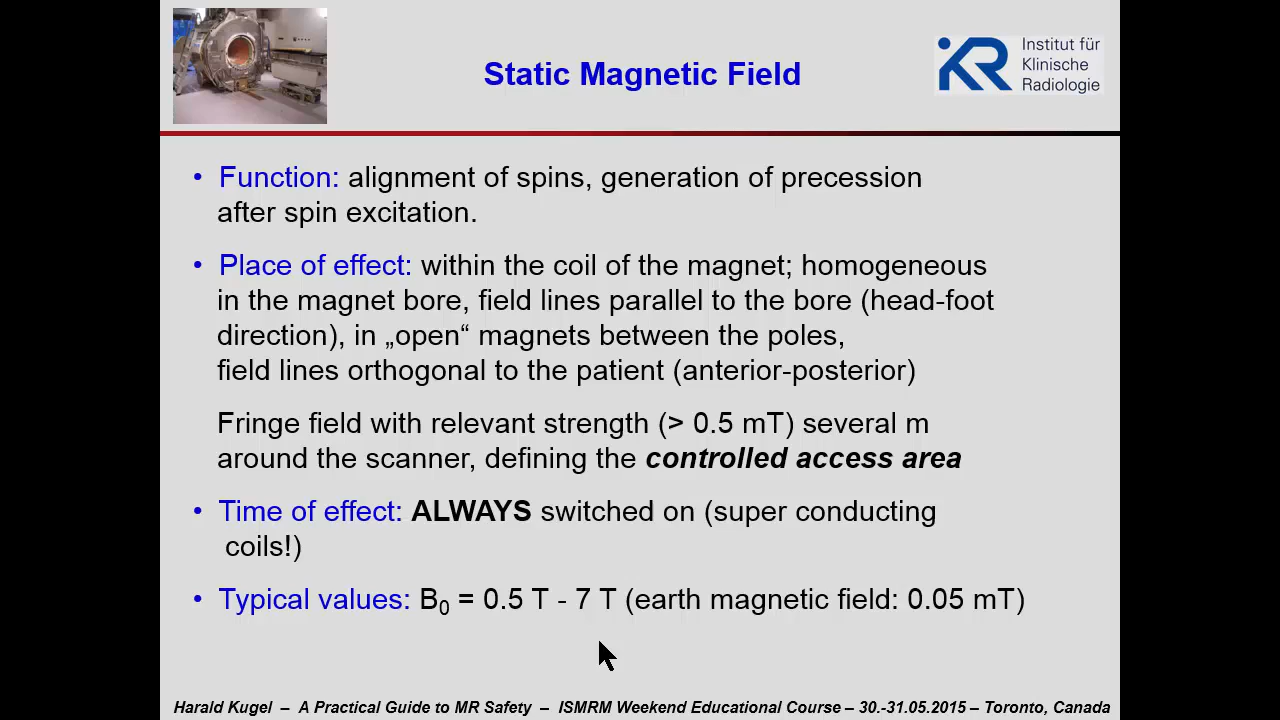 Static Magnetic Field
Institut für
Klinische
Radiologie
• Function: alignment of spins, generation of precession
after spin excitation.
• Place of effect: within the coil of the magnet; homogeneous
in the magnet bore, field lines parallel to the bore (head-foot
direction), in „open“ magnets between the poles,
field lines orthogonal to the patient (anterior-posterior)
Fringe field with relevant strength (> 0.5 mT) several m
around the scanner, defining the controlled access area
• Time of effect: ALWAYS switched on (super conducting
coils!)
• Typical values: B₀ = 0.5 T - 7 T (earth magnetic field: 0.05 mT)
Harald Kugel – A Practical Guide to MR Safety – ISMRM Weekend Educational Course – 30.-31.05.2015 – Toronto, Canada